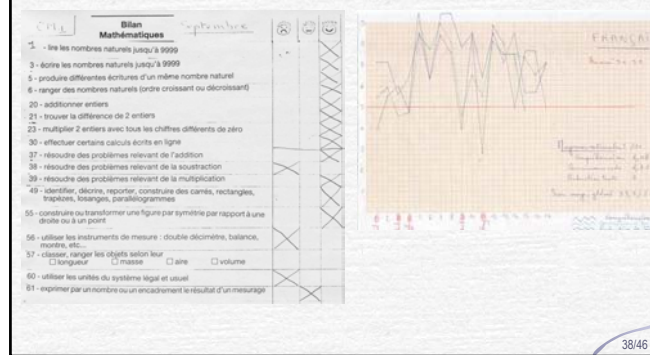 CM1 Bilan Mathématiques Septembre
1 - lire les nombres naturels jusqu'à 9999
3 - écrire les nombres naturels jusqu'à 9999
5 - produire différentes écritures d'un même nombre naturel
6 - ranger des nombres naturels (ordre croissant ou décroissant)
20 - additionner entiers
21 - trouver la différence de 2 entiers
23 - multiplier 2 entiers avec tous les chiffres différents de zéro
30 - effectuer certains calculs écrits en ligne
37 - résoudre des problèmes relevant de l'addition
38 - résoudre des problèmes relevant de la soustraction
39 - résoudre des problèmes relevant de la multiplication
49 - identifier, décrire, reporter, construire des carrés, rectangles,
trapèzes, losanges, parallélogrammes
55 - construire ou transformer une figure par symétrie par rapport à une
droite ou à un point
56 - utiliser les instruments de mesure : double décimètre, balance,
montre, etc...
57 - classer, ranger les objets selon leur
longueur masse aire volume
60 - utiliser les unités du système légal et usuel
61 - exprimer par un nombre ou un encadrement le résultat d'un mesurage
FRANÇAIS
38/46